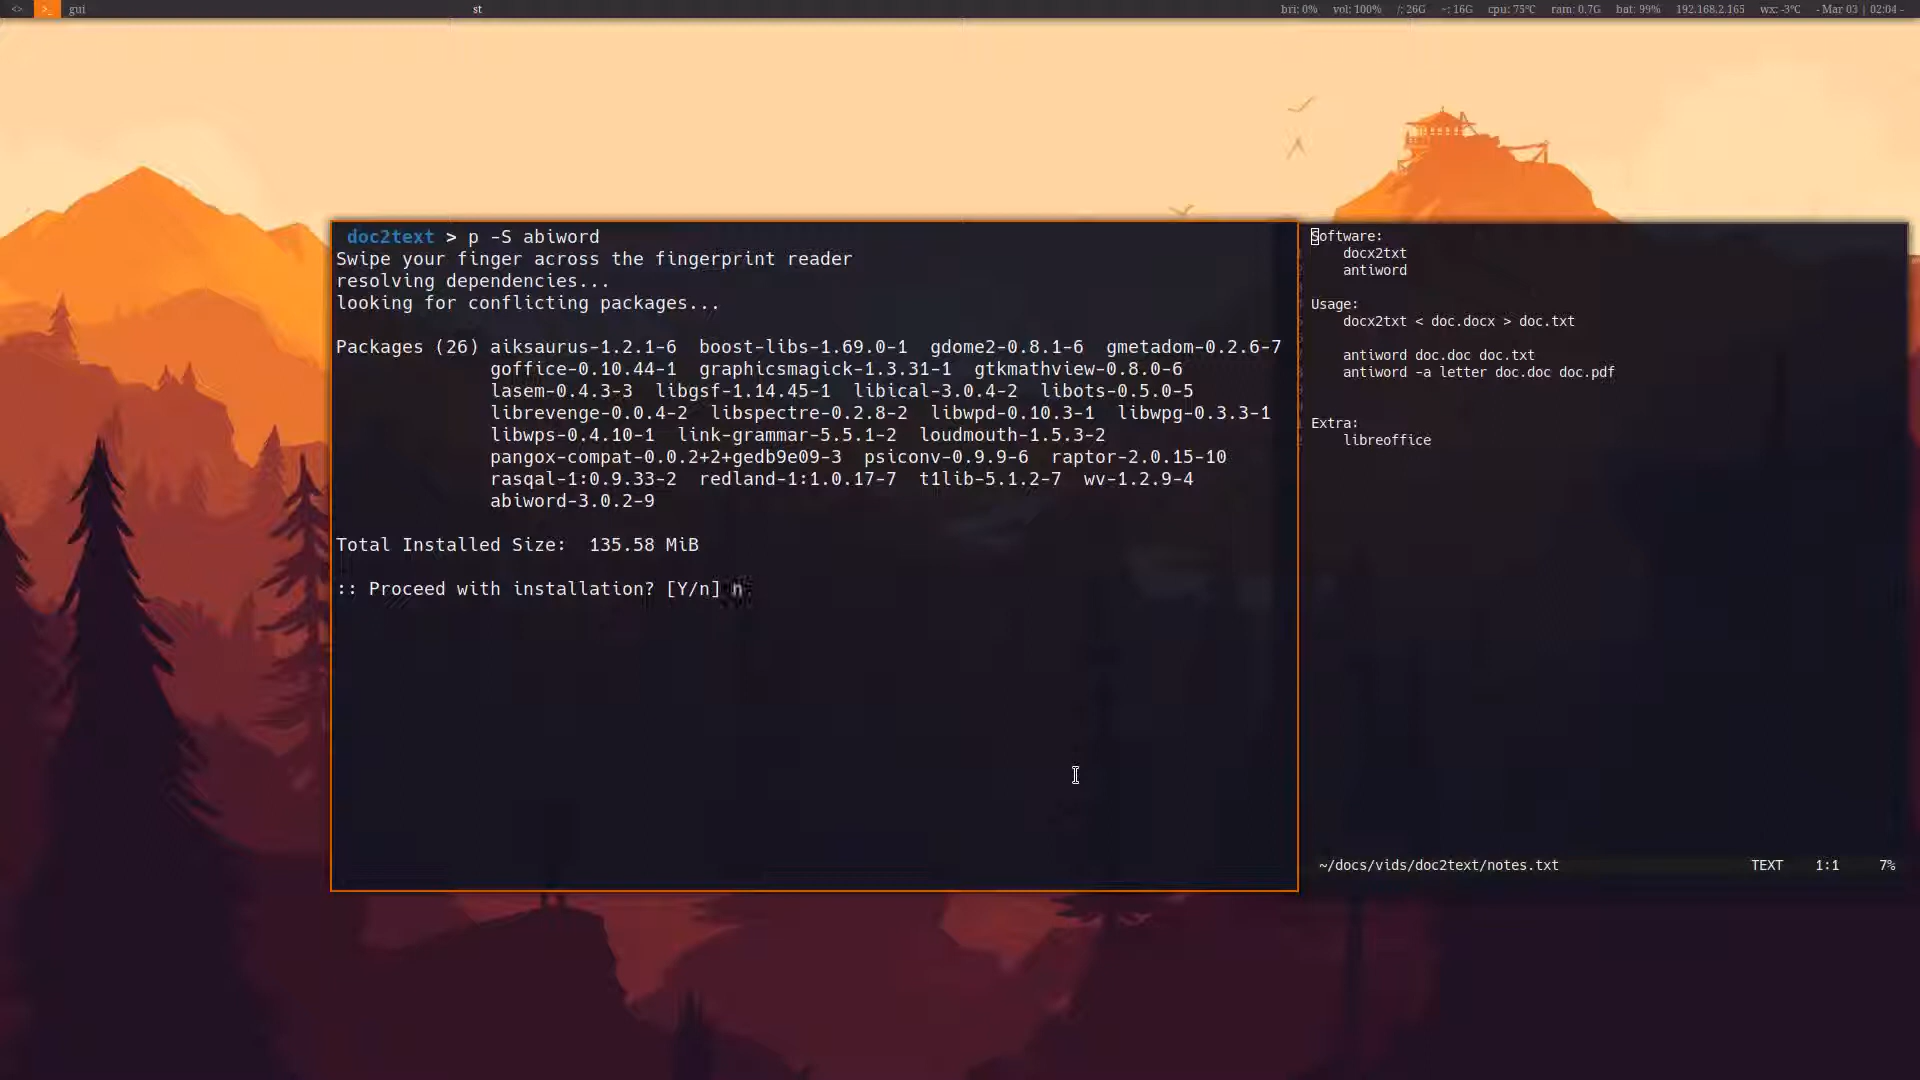 <> >_ gui st bri: 0% vol: 100% /: 26G ~: 16G cpu: 75°C ram: 0.7G bat: 99% 192.168.2.165 wx: -3°C - Mar 03 | 02:04 -
doc2text > p -S abiword
Swipe your finger across the fingerprint reader
resolving dependencies...
looking for conflicting packages...
Packages (26) aiksaurus-1.2.1-6 boost-libs-1.69.0-1 gdome2-0.8.1-6 gmetadom-0.2.6-7
goffice-0.10.44-1 graphicsmagick-1.3.31-1 gtkmathview-0.8.0-6
lasem-0.4.3-3 libgsf-1.14.45-1 libical-3.0.4-2 libots-0.5.0-5
librevenge-0.0.4-2 libspectre-0.2.8-2 libwpd-0.10.3-1 libwpg-0.3.3-1
libwps-0.4.10-1 link-grammar-5.5.1-2 loudmouth-1.5.3-2
pangox-compat-0.0.2+2+gedb9e09-3 psiconv-0.9.9-6 raptor-2.0.15-10
rasqal-1:0.9.33-2 redland-1:1.0.17-7 t1lib-5.1.2-7 wv-1.2.9-4
abiword-3.0.2-9
Total Installed Size: 135.58 MiB
:: Proceed with installation? [Y/n] n
Software:
docx2txt
antiword
Usage:
docx2txt < doc.docx > doc.txt
antiword doc.doc doc.txt
antiword -a letter doc.doc doc.pdf
Extra:
libreoffice
~/docs/vids/doc2text/notes.txt TEXT 1:1 7%